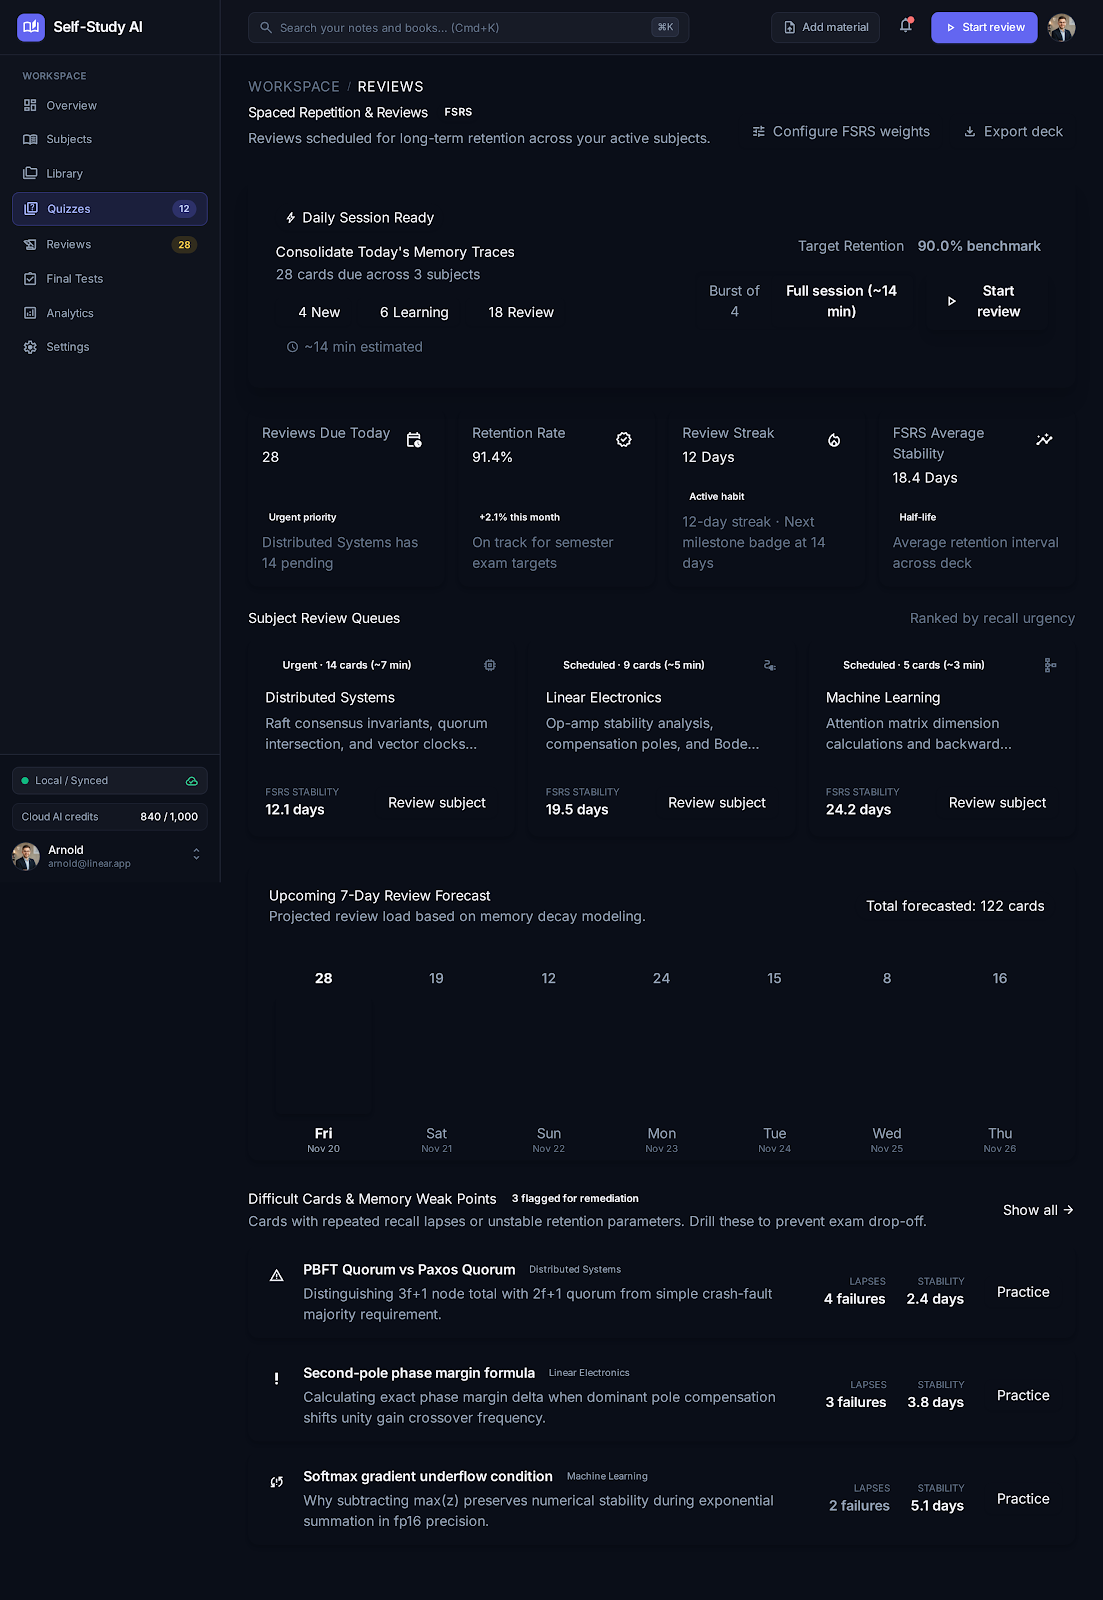 Self-Study AI
Search your notes and books... (Cmd+K)
⌘K
Add material
Start review
WORKSPACE
Overview
Subjects
Library
Quizzes 12
Reviews 28
Final Tests
Analytics
Settings
Local / Synced
Cloud AI credits 840 / 1,000
Arnold
arnold@linear.app
WORKSPACE / REVIEWS
Spaced Repetition & Reviews FSRS
Reviews scheduled for long-term retention across your active subjects.
Configure FSRS weights
Export deck
Daily Session Ready
Consolidate Today's Memory Traces
28 cards due across 3 subjects
4 New 6 Learning 18 Review
~14 min estimated
Target Retention 90.0% benchmark
Burst of
4
Full session (~14
min)
Start
review
Reviews Due Today
28
Urgent priority
Distributed Systems has
14 pending
Retention Rate
91.4%
+2.1% this month
On track for semester
exam targets
Review Streak
12 Days
Active habit
12-day streak · Next
milestone badge at 14
days
FSRS Average
Stability
18.4 Days
Half-life
Average retention interval
across deck
Subject Review Queues
Ranked by recall urgency
Urgent · 14 cards (~7 min)
Distributed Systems
Raft consensus invariants, quorum
intersection, and vector clocks...
FSRS STABILITY
12.1 days
Review subject
Scheduled · 9 cards (~5 min)
Linear Electronics
Op-amp stability analysis,
compensation poles, and Bode...
FSRS STABILITY
19.5 days
Review subject
Scheduled · 5 cards (~3 min)
Machine Learning
Attention matrix dimension
calculations and backward...
FSRS STABILITY
24.2 days
Review subject
Upcoming 7-Day Review Forecast
Projected review load based on memory decay modeling.
Total forecasted: 122 cards
28 19 12 24 15 8 16
Fri Sat Sun Mon Tue Wed Thu
Nov 20 Nov 21 Nov 22 Nov 23 Nov 24 Nov 25 Nov 26
Difficult Cards & Memory Weak Points 3 flagged for remediation
Cards with repeated recall lapses or unstable retention parameters. Drill these to prevent exam drop-off.
Show all →
PBFT Quorum vs Paxos Quorum Distributed Systems
Distinguishing 3f+1 node total with 2f+1 quorum from simple crash-fault
majority requirement.
LAPSES STABILITY
4 failures 2.4 days
Practice
Second-pole phase margin formula Linear Electronics
Calculating exact phase margin delta when dominant pole compensation
shifts unity gain crossover frequency.
LAPSES STABILITY
3 failures 3.8 days
Practice
Softmax gradient underflow condition Machine Learning
Why subtracting max(z) preserves numerical stability during exponential
summation in fp16 precision.
LAPSES STABILITY
2 failures 5.1 days
Practice